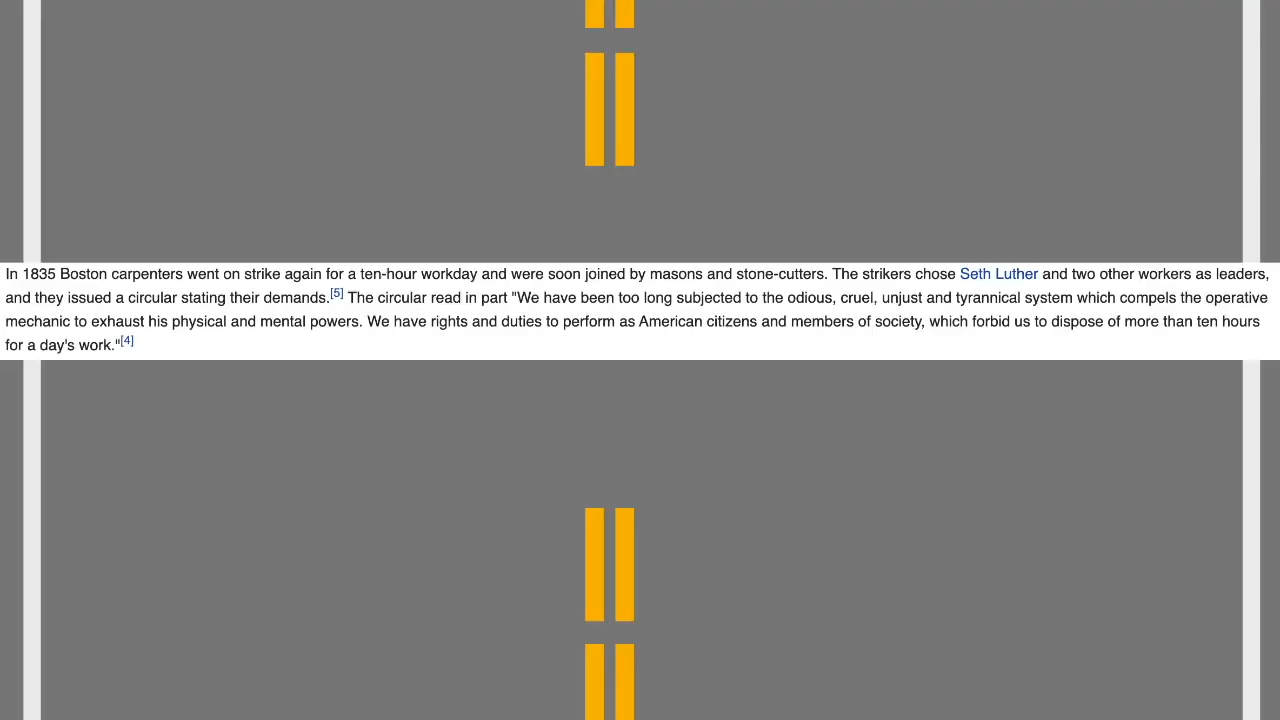 In 1835 Boston carpenters went on strike again for a ten-hour workday and were soon joined by masons and stone-cutters. The strikers chose Seth Luther and two other workers as leaders,
and they issued a circular stating their demands.[5] The circular read in part "We have been too long subjected to the odious, cruel, unjust and tyrannical system which compels the operative
mechanic to exhaust his physical and mental powers. We have rights and duties to perform as American citizens and members of society, which forbid us to dispose of more than ten hours
for a day's work."[4]